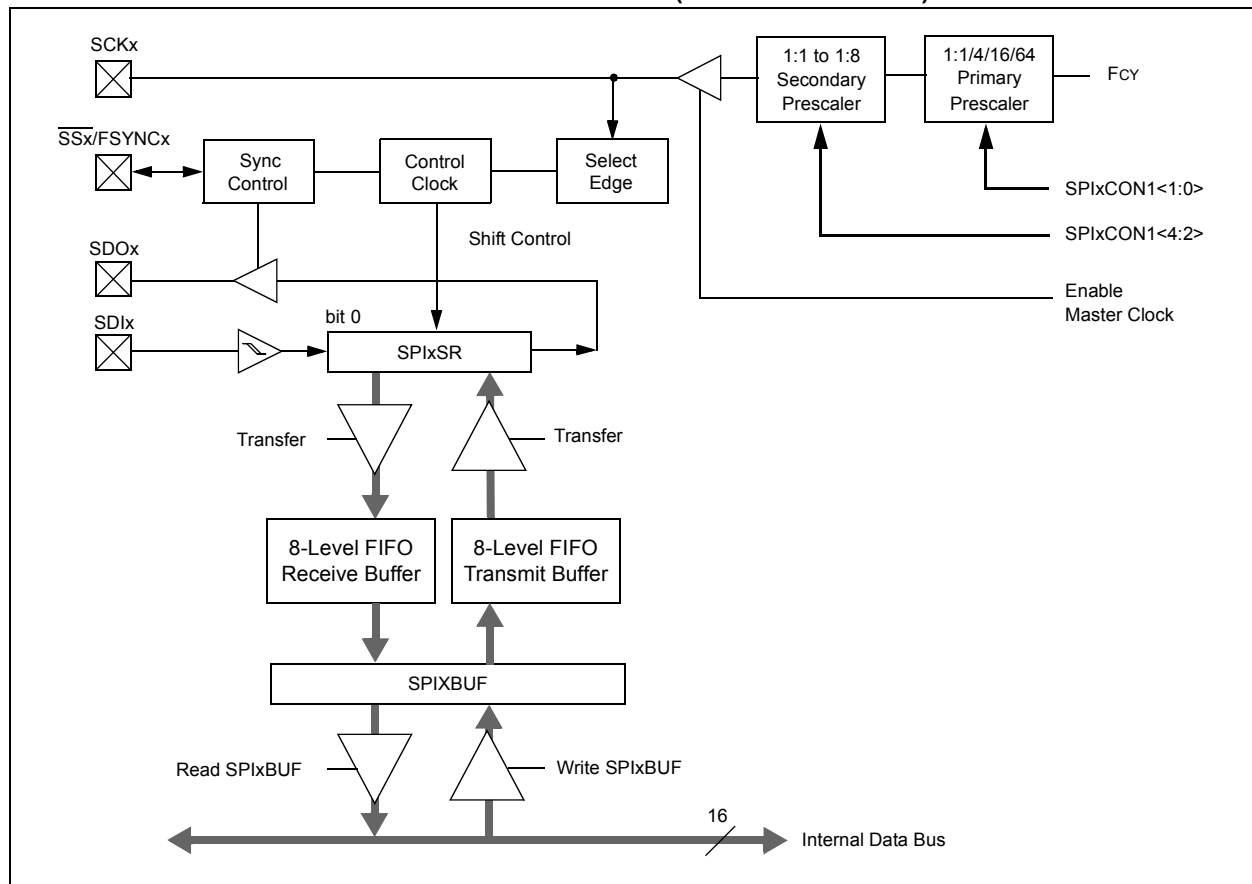 SCKx
1:1 to 1:8
Secondary
Prescaler
1:1/4/16/64
Primary
Prescaler
FCY
SSx/FSYNCx
Sync
Control
Control
Clock
Select
Edge
SPIxCON1<1:0>
SPIxCON1<4:2>
Shift Control
SDOx
Enable
Master Clock
SDIx
bit 0
SPIxSR
Transfer
Transfer
8-Level FIFO
Receive Buffer
8-Level FIFO
Transmit Buffer
SPIXBUF
Read SPIxBUF
Write SPIxBUF
16
Internal Data Bus